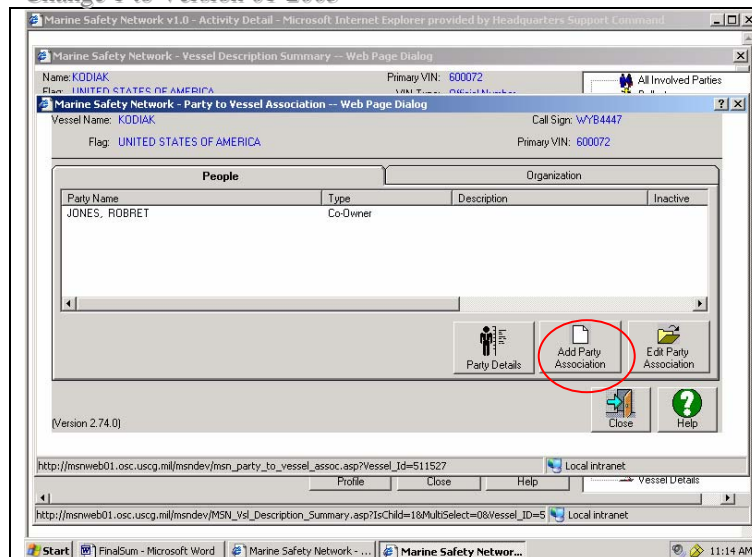 Marine Safety Network v1.0 - Activity Detail - Microsoft Internet Explorer provided by Headquarters Support Command
Marine Safety Network - Vessel Description Summary -- Web Page Dialog
Name: KODIAK Primary VIN: 600072 All Involved Parties
Flag: UNITED STATES OF AMERICA VIN Type: Official Number
Marine Safety Network - Party to Vessel Association -- Web Page Dialog
Vessel Name: KODIAK Call Sign: WYB4447
Flag: UNITED STATES OF AMERICA Primary VIN: 600072
People Organization
Party Name Type Description Inactive
JONES, ROBRET Co-Owner
Party Details Add Party Association Edit Party Association
Close Help
(Version 2.74.0)
http://msnweb01.osc.uscg.mil/msndev/msn_party_to_vessel_assoc.asp?Vessel_Id=511527 Local intranet
Profile Close Help Vessel Details
http://msnweb01.osc.uscg.mil/msndev/MSN_Vsl_Description_Summary.asp?IsChild=1&MultiSelect=0&Vessel_ID=5 Local intranet
Start FinalSum - Microsoft Word Marine Safety Network - ... Marine Safety Networ... 11:14 AM